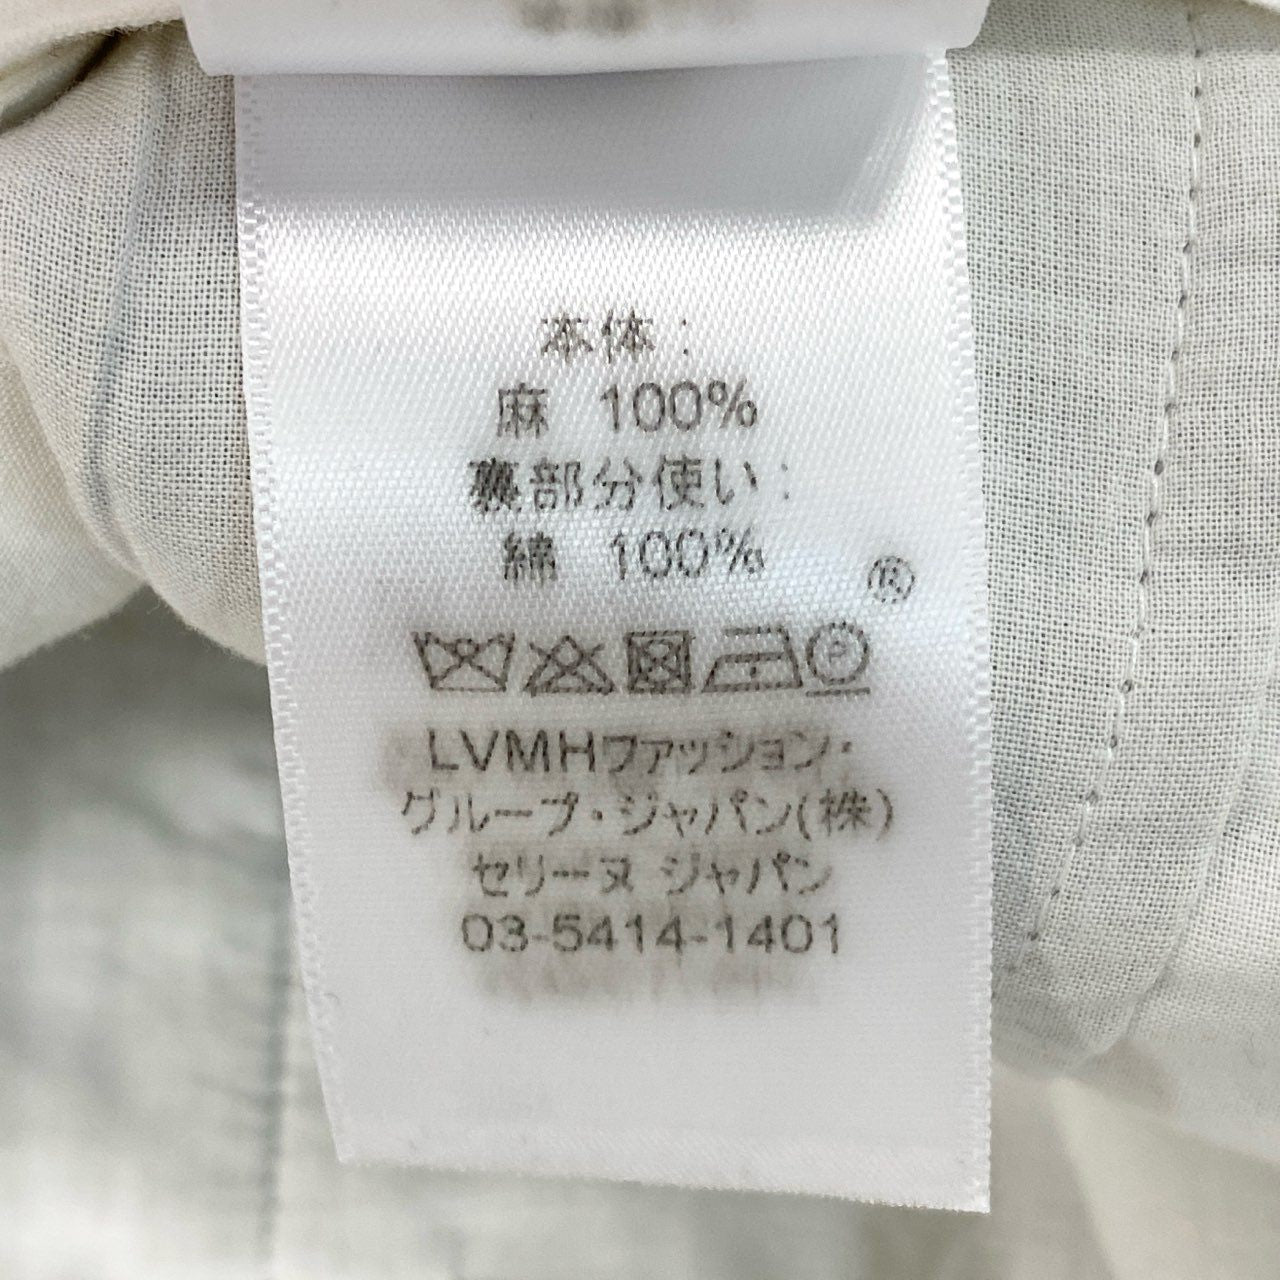 本体:
麻 100%
裏部分使い:
綿 100%
®
P
LVMHファッション・
グループ・ジャパン(株)
セリーヌ ジャパン
03-5414-1401